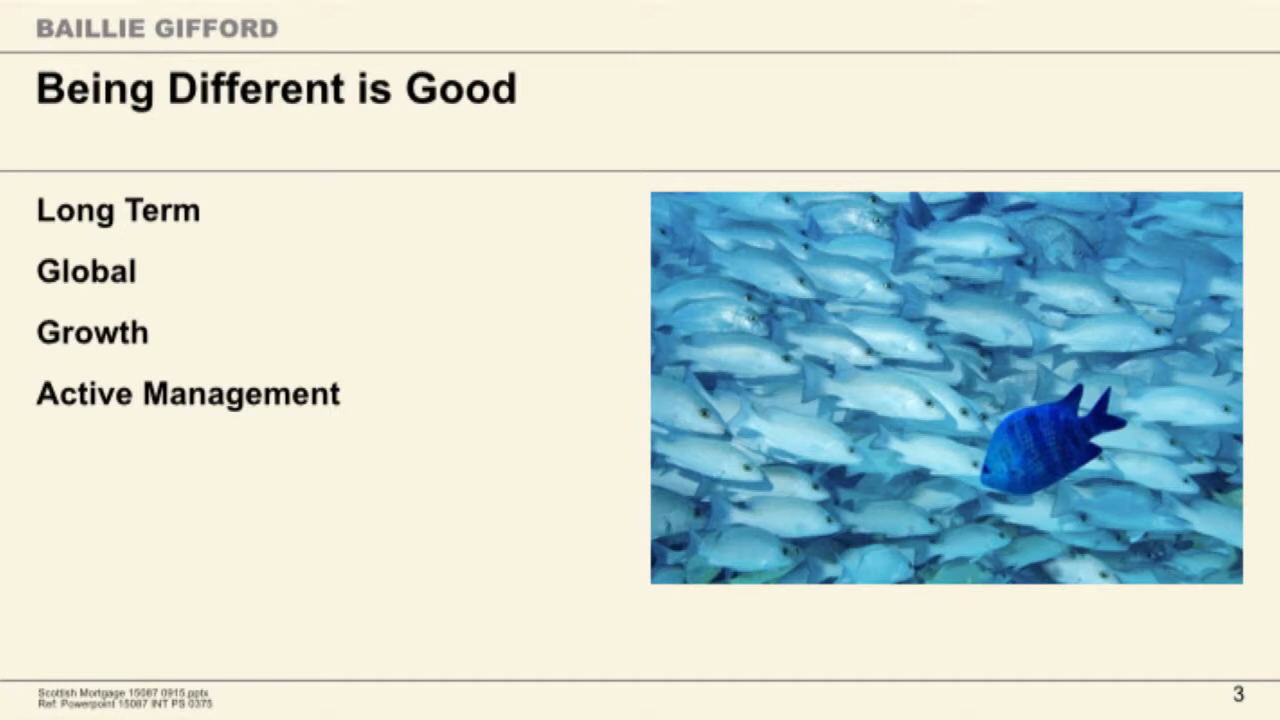 BAILLIE GIFFORD
Being Different is Good
Long Term
Global
Growth
Active Management
Scottish Mortgage 15087 0915.pptx
Ref: Powerpoint 15087 INT PS 0375
3